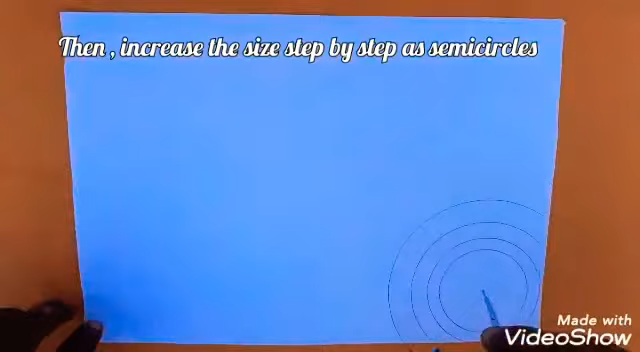 Then , increase the size step by step as semicircles
Made with
VideoShow